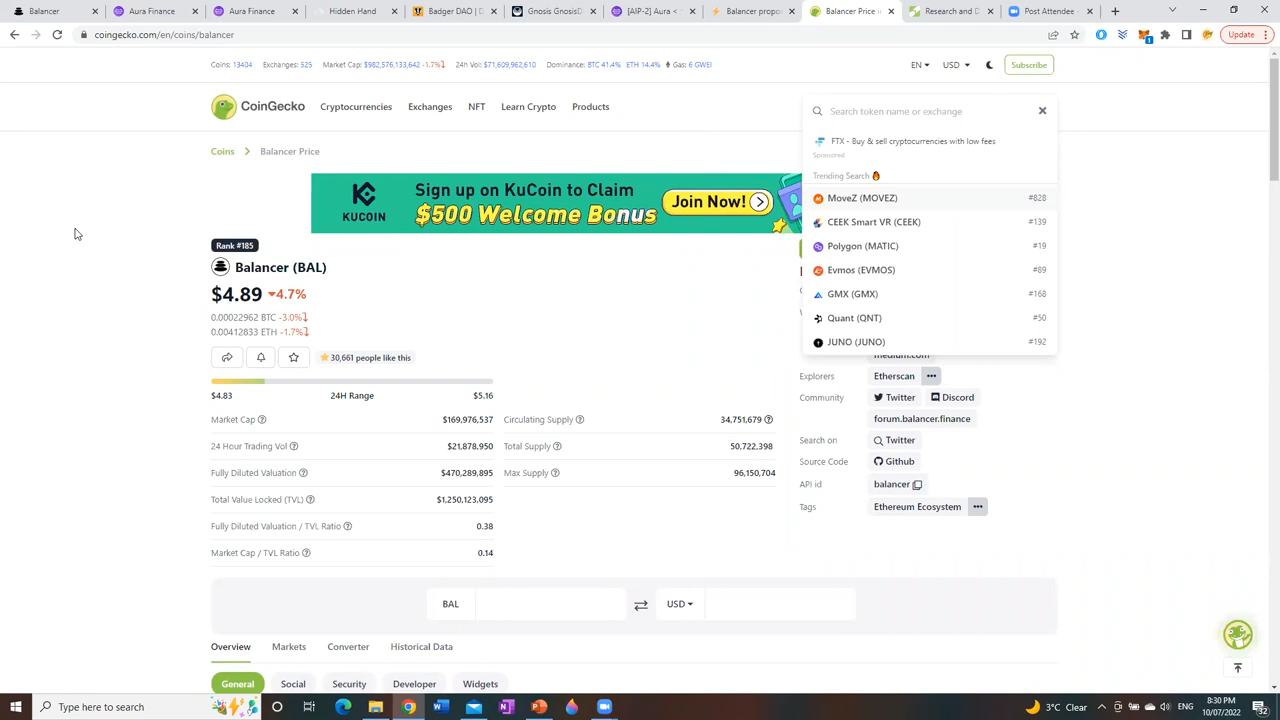 Balancer
Aura Finance
Aura Finance
Hidden Hand
Badger DAO | D
Gnosis GnosisD
[AIP-2] Aura <
Balancer propo
Balancer Price i
Research and D
Post Attendee -
coingecko.com/en/coins/balancer
Update
Coins: 13404 Exchanges: 525 Market Cap: $982,576,133,642 -1.7% 24h Vol: $71,609,962,610 Dominance: BTC 41.4% ETH 14.4% Gas: 6 GWEI
EN USD Subscribe
CoinGecko Cryptocurrencies Exchanges NFT Learn Crypto Products
Search token name or exchange
FTX - Buy & sell cryptocurrencies with low fees
Sponsored
Trending Search
MoveZ (MOVEZ) #828
CEEK Smart VR (CEEK) #139
Polygon (MATIC) #19
Evmos (EVMOS) #89
GMX (GMX) #168
Quant (QNT) #50
JUNO (JUNO) #192
Coins Balancer Price
KUCOIN
Sign up on KuCoin to Claim
$500 Welcome Bonus
Join Now!
Rank #185
Balancer (BAL)
$4.89 4.7%
0.00022962 BTC -3.0%
0.00412833 ETH -1.7%
30,661 people like this
$4.83 24H Range $5.16
Market Cap $169,976,537
24 Hour Trading Vol $21,878,950
Fully Diluted Valuation $470,289,895
Total Value Locked (TVL) $1,250,123,095
Fully Diluted Valuation / TVL Ratio 0.38
Market Cap / TVL Ratio 0.14
Circulating Supply 34,751,679
Total Supply 50,722,398
Max Supply 96,150,704
medium.com
Explorers Etherscan
Community Twitter Discord
forum.balancer.finance
Search on Twitter
Source Code Github
API id balancer
Tags Ethereum Ecosystem
BAL USD
Overview Markets Converter Historical Data
General Social Security Developer Widgets
Type here to search
3°C Clear
8:30 PM
10/07/2022
32